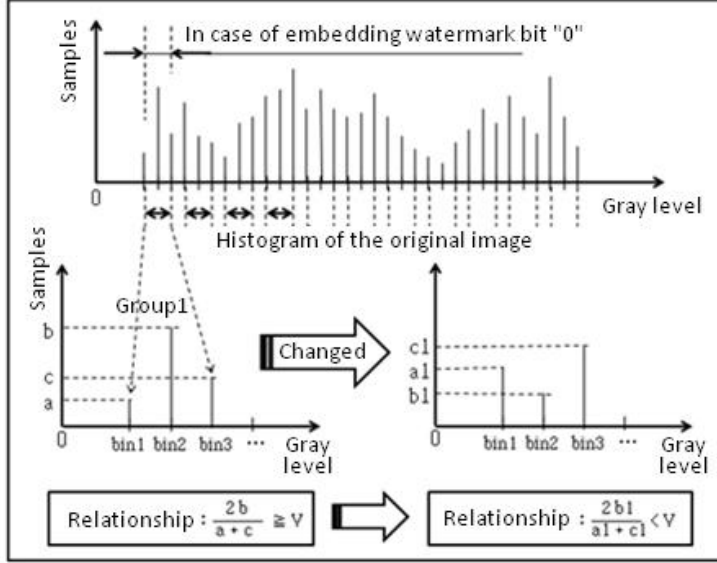 In case of embedding watermark bit "0"
Samples
0
Gray level
Histogram of the original image
Samples
Group1
b
c
a
0
bin1 bin2 bin3 ... Gray level
Changed
c1
a1
b1
0
bin1 bin2 bin3 ... Gray level
Relationship : 2b / a + c ≧ V
Relationship : 2b1 / a1 + c1 < V